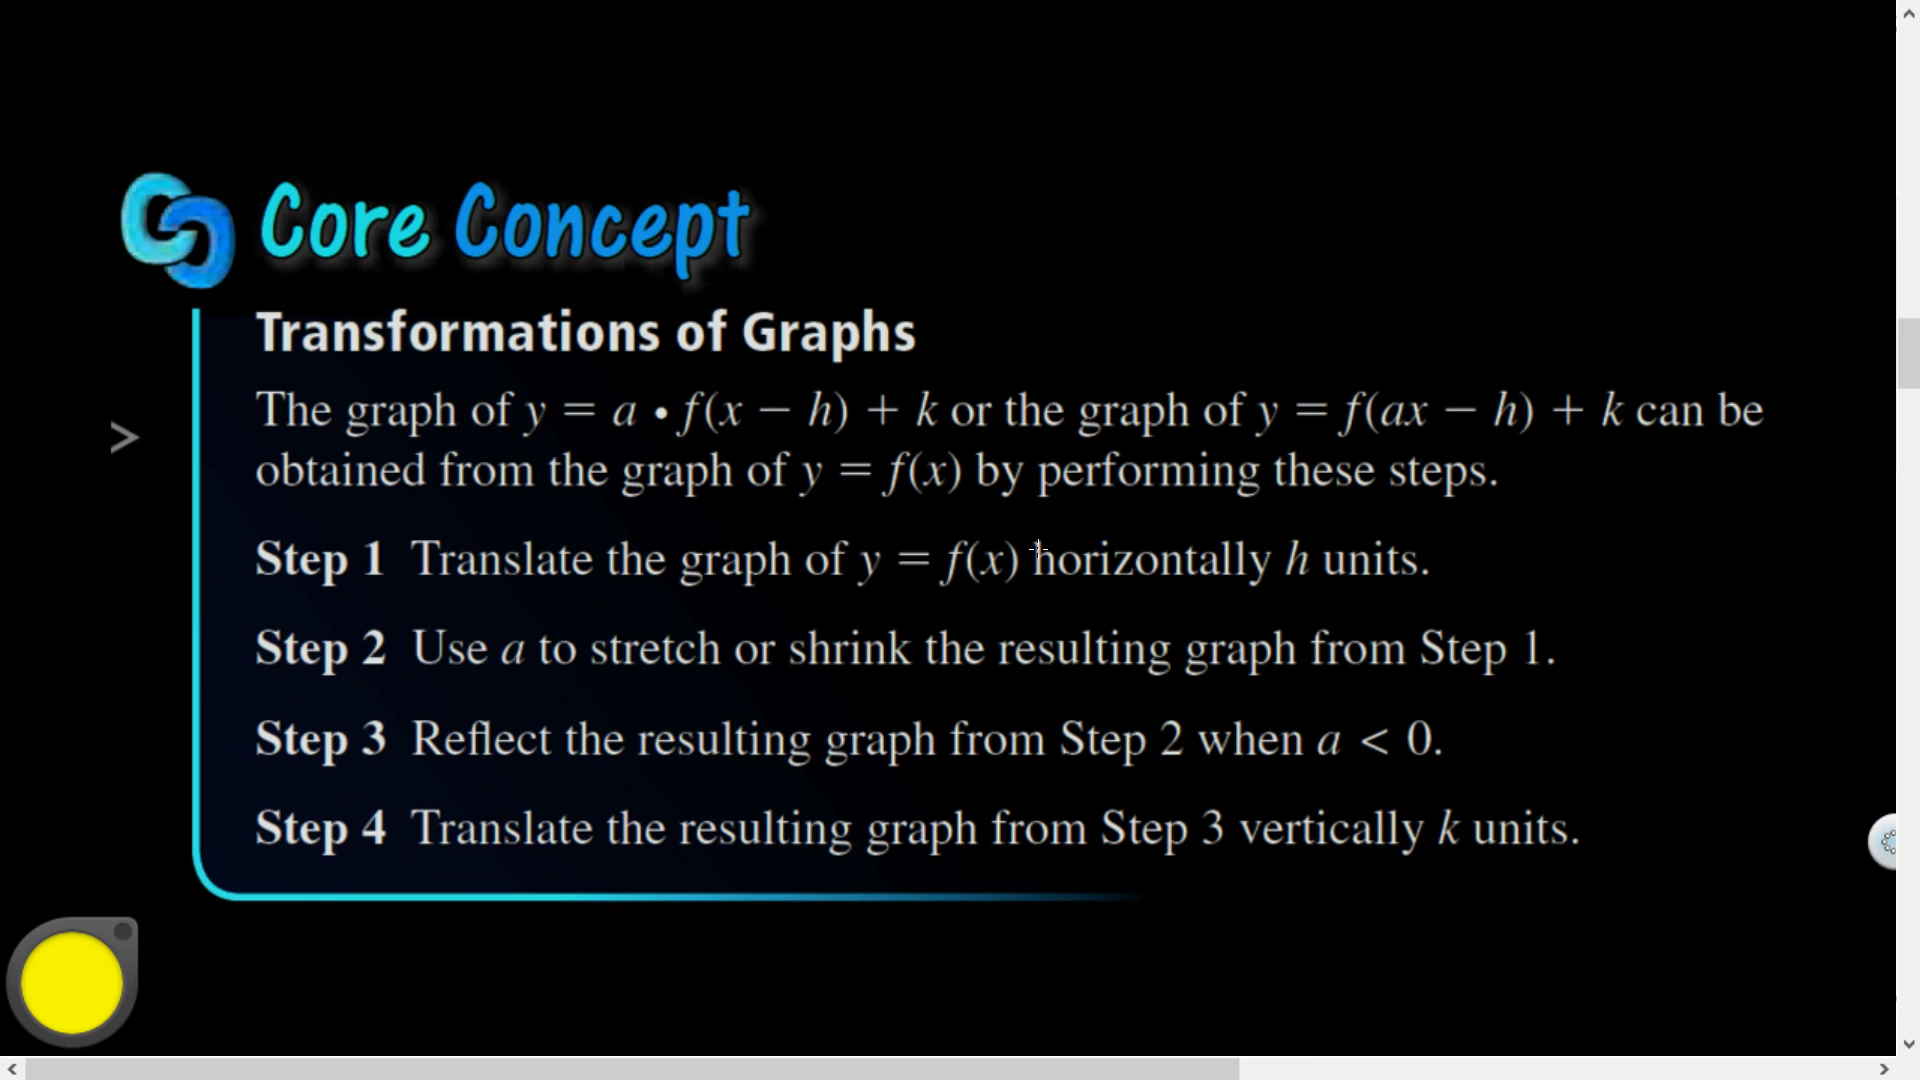 Core Concept
Transformations of Graphs
The graph of y = a • f(x − h) + k or the graph of y = f(ax − h) + k can be
obtained from the graph of y = f(x) by performing these steps.
Step 1 Translate the graph of y = f(x) horizontally h units.
Step 2 Use a to stretch or shrink the resulting graph from Step 1.
Step 3 Reflect the resulting graph from Step 2 when a < 0.
Step 4 Translate the resulting graph from Step 3 vertically k units.